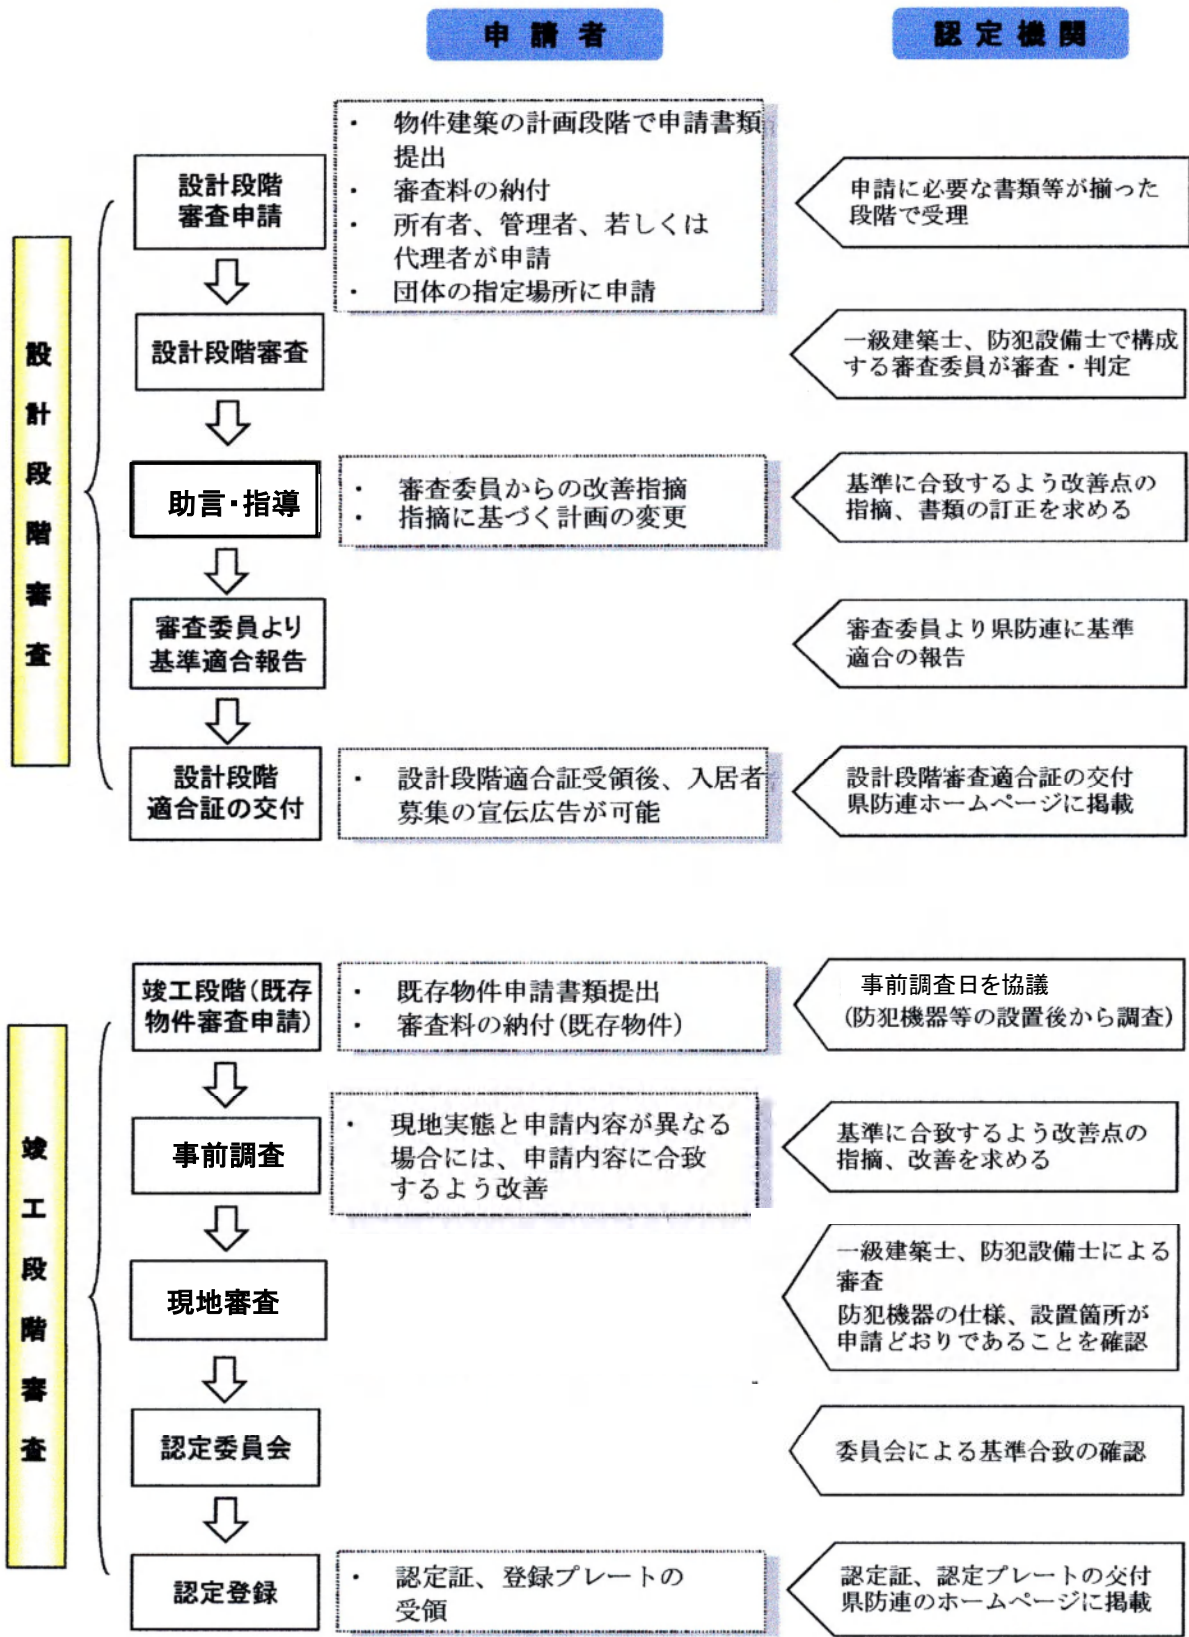 申請者
認定機関
設計段階審査
設計段階
審査申請
・ 物件建築の計画段階で申請書類
提出
・ 審査料の納付
・ 所有者、管理者、若しくは
代理者が申請
・ 団体の指定場所に申請
申請に必要な書類等が揃った
段階で受理
設計段階審査
一級建築士、防犯設備士で構成
する審査委員が審査・判定
助言・指導
・ 審査委員からの改善指摘
・ 指摘に基づく計画の変更
基準に合致するよう改善点の
指摘、書類の訂正を求める
審査委員より
基準適合報告
審査委員より県防連に基準
適合の報告
設計段階
適合証の交付
・ 設計段階適合証受領後、入居者
募集の宣伝広告が可能
設計段階審査適合証の交付
県防連ホームページに掲載
竣工段階審査
竣工段階(既存
物件審査申請)
・ 既存物件申請書類提出
・ 審査料の納付(既存物件)
事前調査日を協議
(防犯機器等の設置後から調査)
事前調査
・ 現地実態と申請内容が異なる
場合には、申請内容に合致
するよう改善
基準に合致するよう改善点の
指摘、改善を求める
現地審査
一級建築士、防犯設備士による
審査
防犯機器の仕様、設置箇所が
申請どおりであることを確認
認定委員会
委員会による基準合致の確認
認定登録
・ 認定証、登録プレートの
受領
認定証、認定プレートの交付
県防連のホームページに掲載